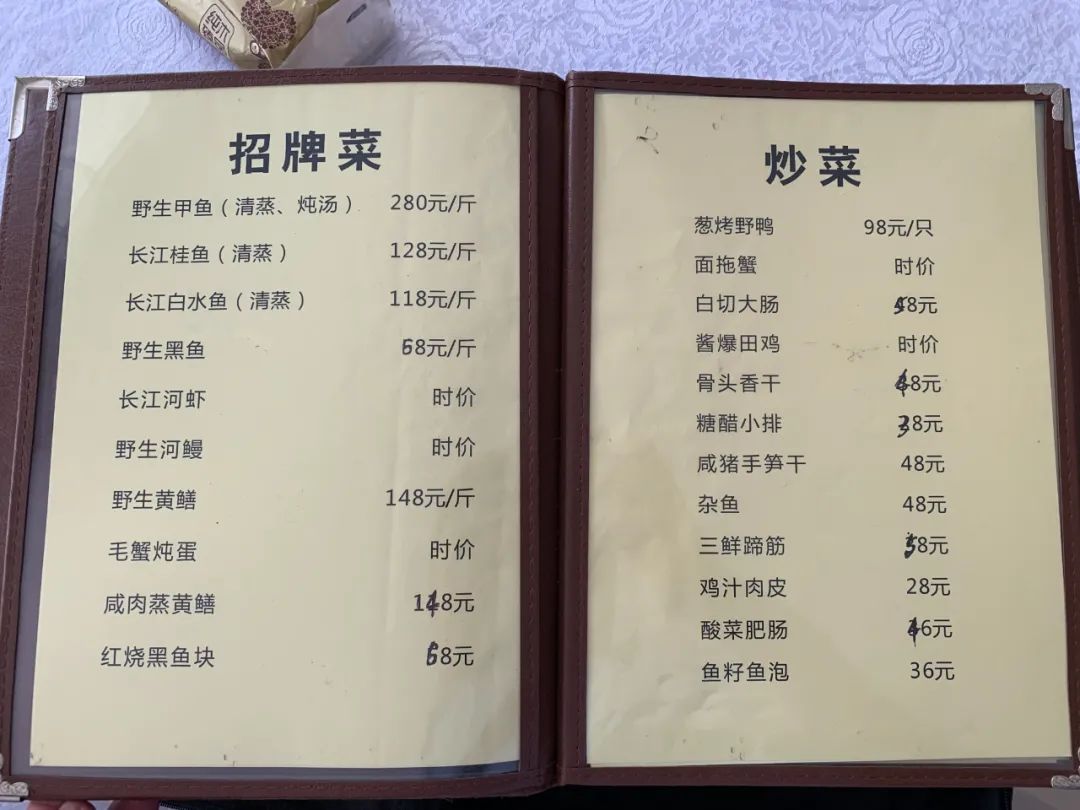 纯木
招牌菜
野生甲鱼（清蒸、炖汤） 280元/斤
长江桂鱼（清蒸） 128元/斤
长江白水鱼（清蒸） 118元/斤
野生黑鱼 68元/斤
长江河虾 时价
野生河鳗 时价
野生黄鳝 148元/斤
毛蟹炖蛋 时价
咸肉蒸黄鳝 148元
红烧黑鱼块 68元
炒菜
葱烤野鸭 98元/只
面拖蟹 时价
白切大肠 58元
酱爆田鸡 时价
骨头香干 48元
糖醋小排 38元
咸猪手笋干 48元
杂鱼 48元
三鲜蹄筋 58元
鸡汁肉皮 28元
酸菜肥肠 46元
鱼籽鱼泡 36元